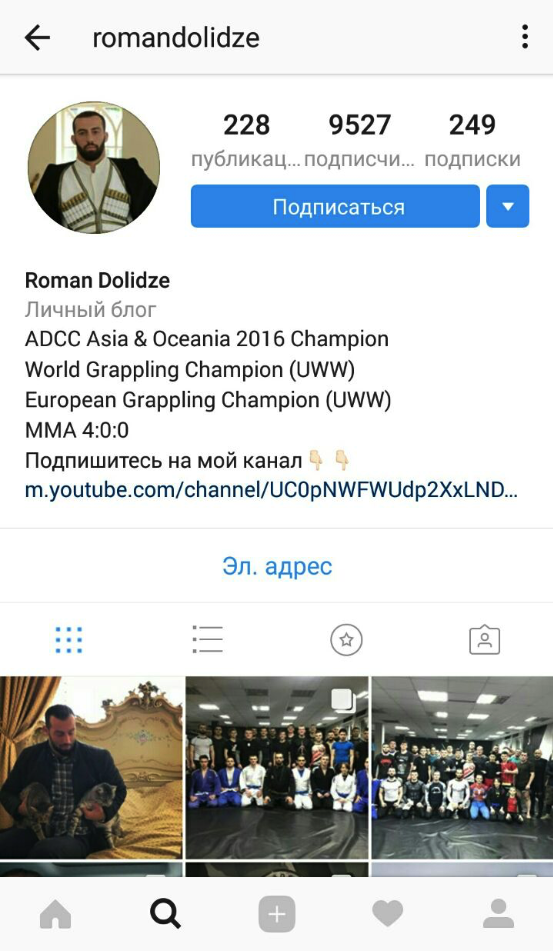 romandolidze
228 9527 249
публикац... подписчи... подписки
Подписаться
Roman Dolidze
Личный блог
ADCC Asia & Oceania 2016 Champion
World Grappling Champion (UWW)
European Grappling Champion (UWW)
MMA 4:0:0
Подпишитесь на мой канал👇🏻 👇🏻
m.youtube.com/channel/UC0pNWFWUdp2XxLND...
Эл. адрес